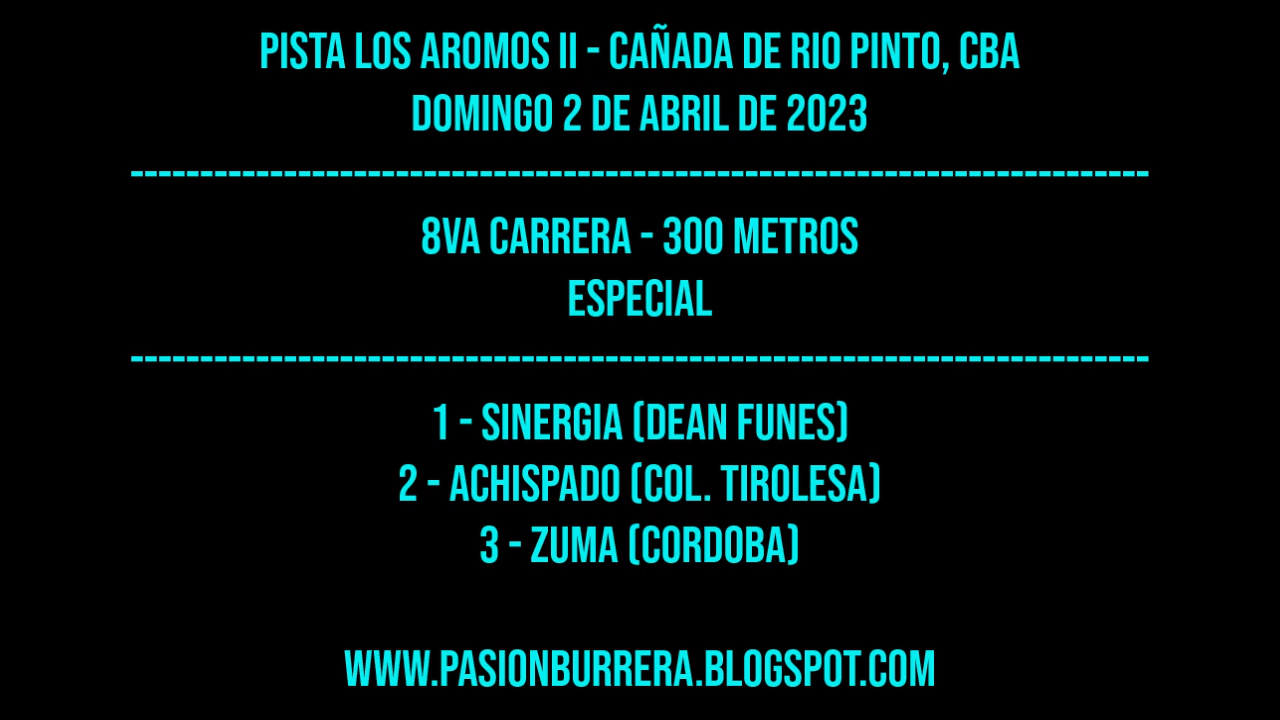 PISTA LOS AROMOS II - CAÑADA DE RIO PINTO, CBA
DOMINGO 2 DE ABRIL DE 2023
-------------------------------------------------------------------------
8VA CARRERA - 300 METROS
ESPECIAL
-------------------------------------------------------------------------
1 - SINERGIA (DEAN FUNES)
2 - ACHISPADO (COL. TIROLESA)
3 - ZUMA (CORDOBA)
WWW.PASIONBURRERA.BLOGSPOT.COM